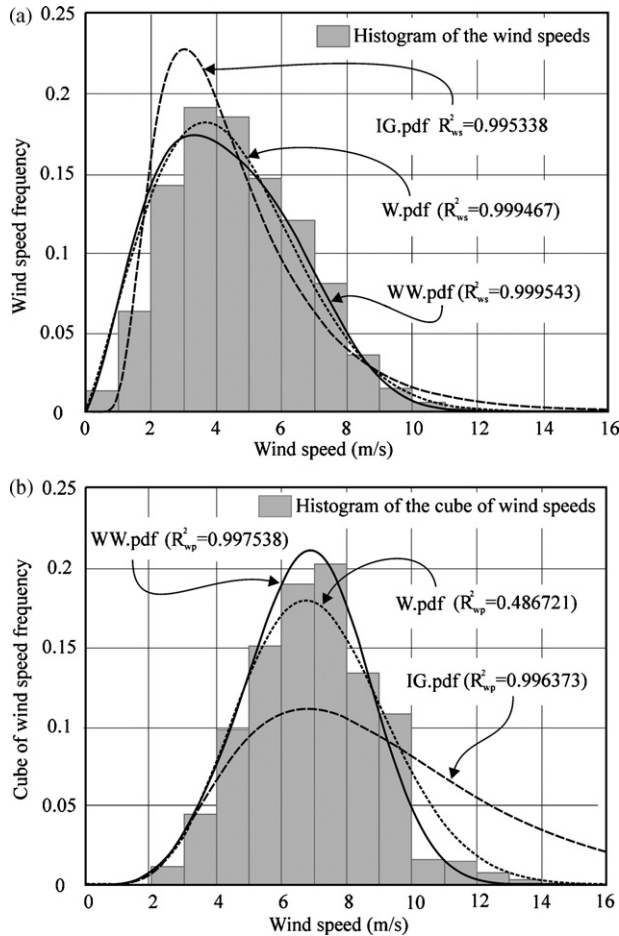 (a)
0.25
0.2
0.15
0.1
0.05
0
Wind speed frequency
Histogram of the wind speeds
IG.pdf R²ws=0.995338
W.pdf (R²ws=0.999467)
WW.pdf (R²ws=0.999543)
0 2 4 6 8 10 12 14 16
Wind speed (m/s)
(b)
0.25
0.2
0.15
0.1
0.05
0
Cube of wind speed frequency
Histogram of the cube of wind speeds
WW.pdf (R²wp=0.997538)
W.pdf (R²wp=0.486721)
IG.pdf (R²wp=0.996373)
0 2 4 6 8 10 12 14 16
Wind speed (m/s)